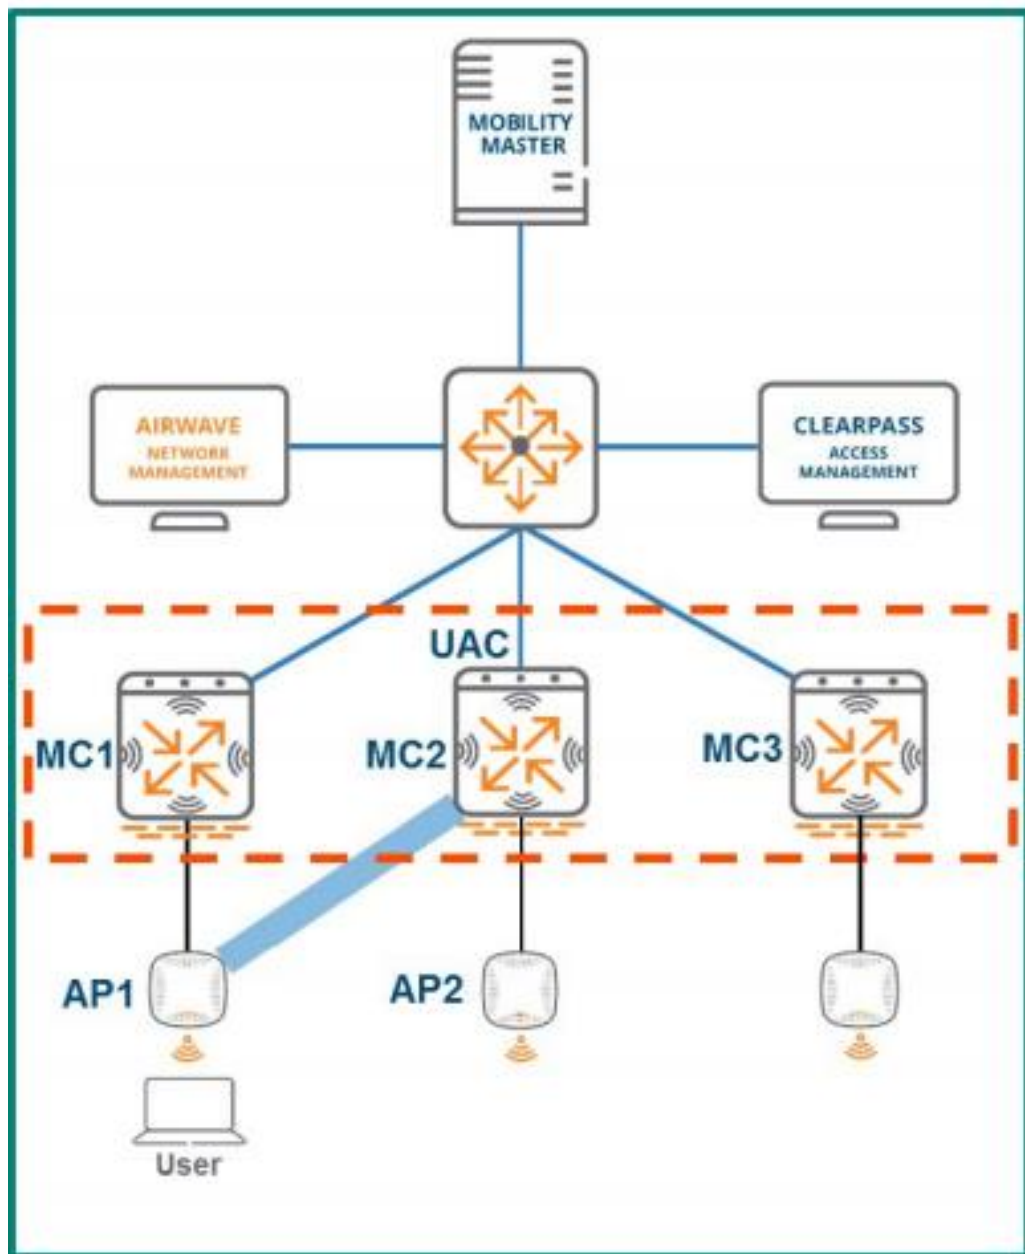 MOBILITY
MASTER
AIRWAVE
NETWORK
MANAGEMENT
CLEARPASS
ACCESS
MANAGEMENT
UAC
MC1
MC2
MC3
AP1
AP2
User